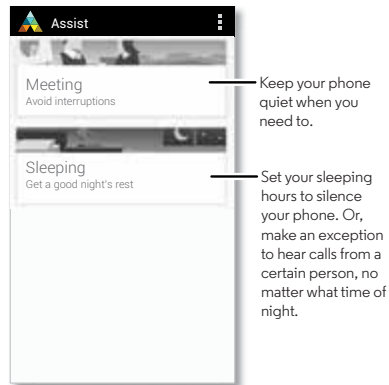 Assist
Meeting
Avoid interruptions
Keep your phone
quiet when you
need to.
Sleeping
Get a good night's rest
Set your sleeping
hours to silence
your phone. Or,
make an exception
to hear calls from a
certain person, no
matter what time of
night.